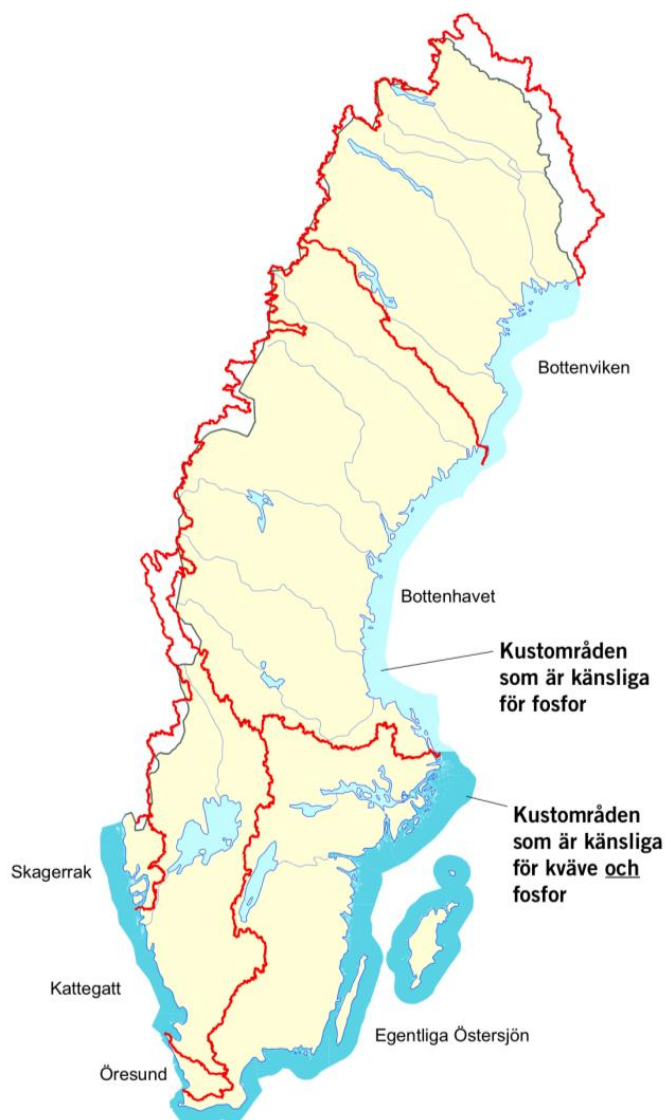 Bottenviken
Bottenhavet
Kustområden
som är känsliga
för fosfor
Kustområden
som är känsliga
för kväve och
fosfor
Skagerrak
Kattegatt
Egentliga Östersjön
Öresund